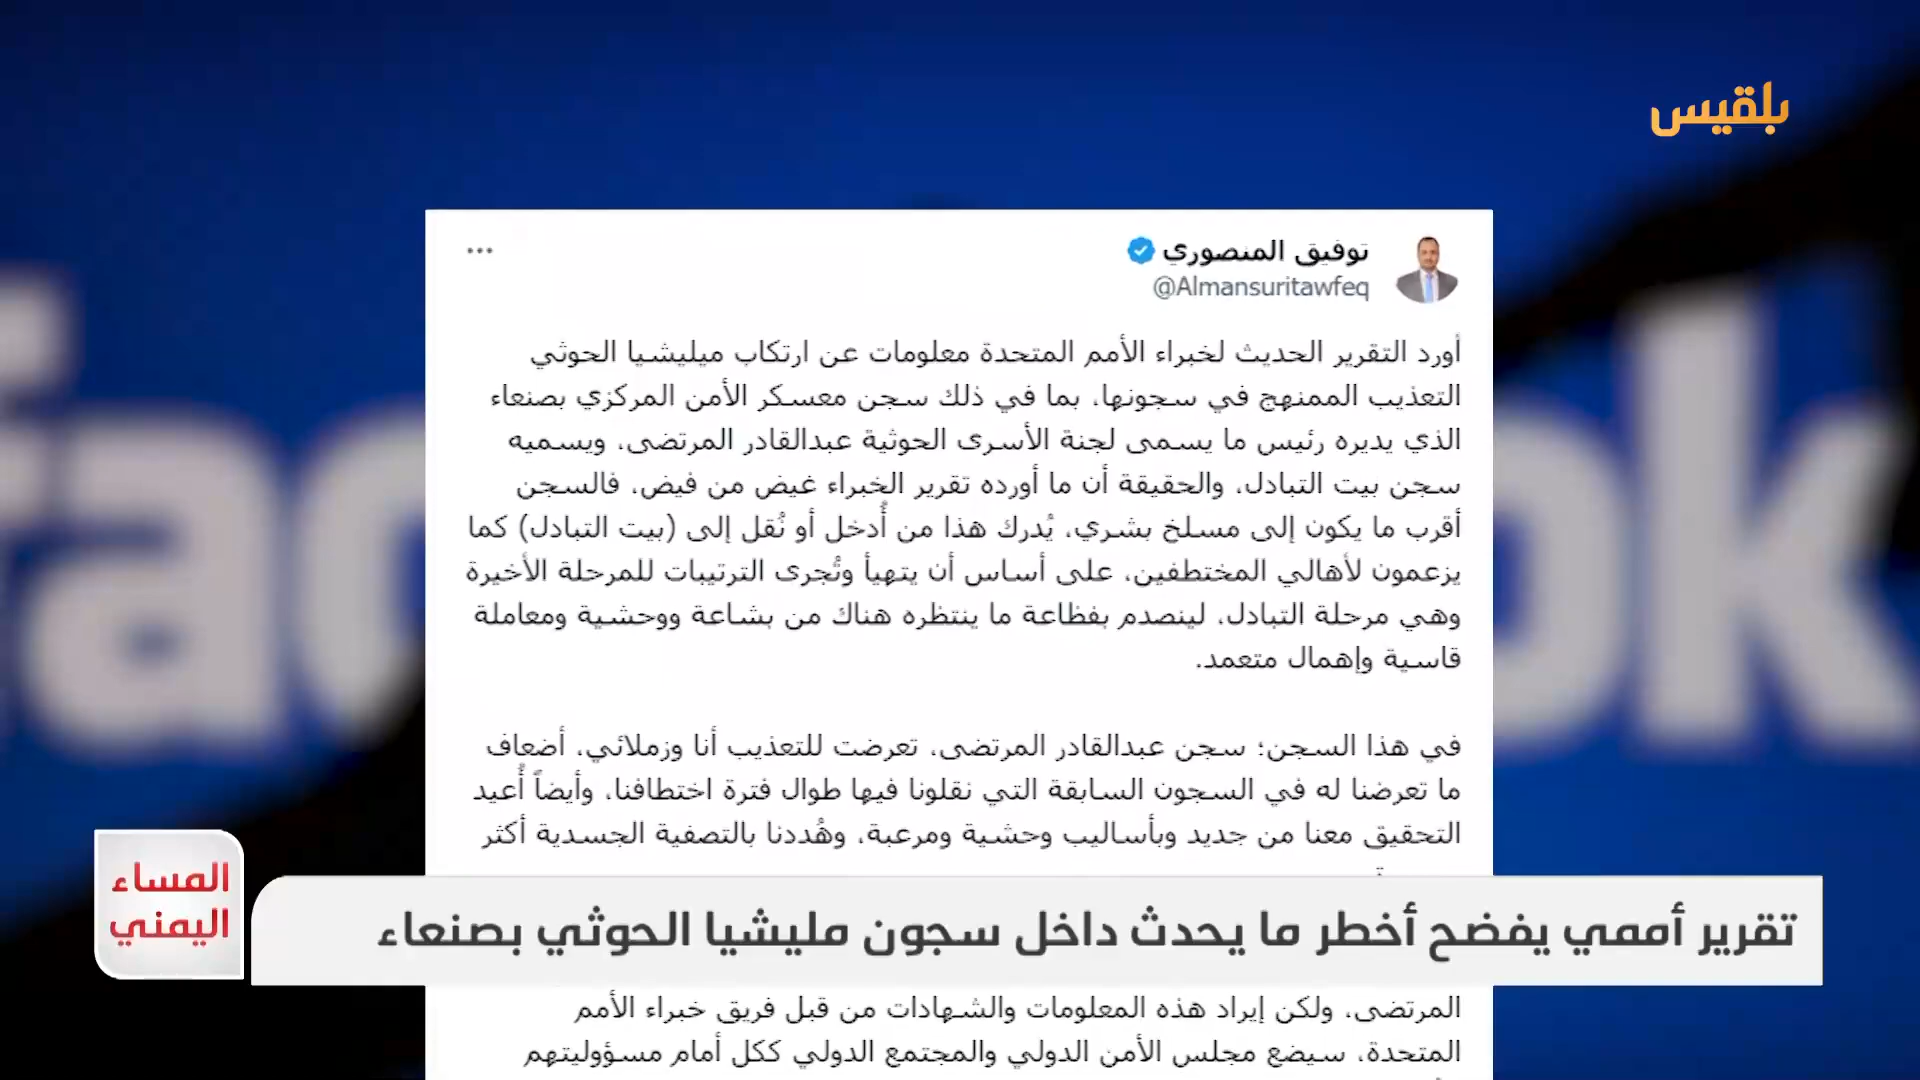 بلقيس
توفيق المنصوري
@Almansuritawfeq
أورد التقرير الحديث لخبراء الأمم المتحدة معلومات عن ارتكاب ميليشيا الحوثي
التعذيب الممنهج في سجونها، بما في ذلك سجن معسكر الأمن المركزي بصنعاء
الذي يديره رئيس ما يسمى لجنة الأسرى الحوثية عبدالقادر المرتضى، ويسميه
سجن بيت التبادل، والحقيقة أن ما أورده تقرير الخبراء غيض من فيض، فالسجن
أقرب ما يكون إلى مسلخ بشري، يُدرك هذا من أُدخل أو نُقل إلى (بيت التبادل) كما
يزعمون لأهالي المختطفين، على أساس أن يتهيأ وتُجرى الترتيبات للمرحلة الأخيرة
وهي مرحلة التبادل، لينصدم بفظاعة ما ينتظره هناك من بشاعة ووحشية ومعاملة
قاسية وإهمال متعمد.
في هذا السجن؛ سجن عبدالقادر المرتضى، تعرضت للتعذيب أنا وزملائي، أضعاف
ما تعرضنا له في السجون السابقة التي نقلونا فيها طوال فترة اختطافنا، وأيضاً أُعيد
التحقيق معنا من جديد وبأساليب وحشية ومرعبة، وهُددنا بالتصفية الجسدية أكثر
المساء
اليمني
تقرير أممي يفضح أخطر ما يحدث داخل سجون مليشيا الحوثي بصنعاء
المرتضى، ولكن إيراد هذه المعلومات والشهادات من قبل فريق خبراء الأمم
المتحدة، سيضع مجلس الأمن الدولي والمجتمع الدولي ككل أمام مسؤوليتهم